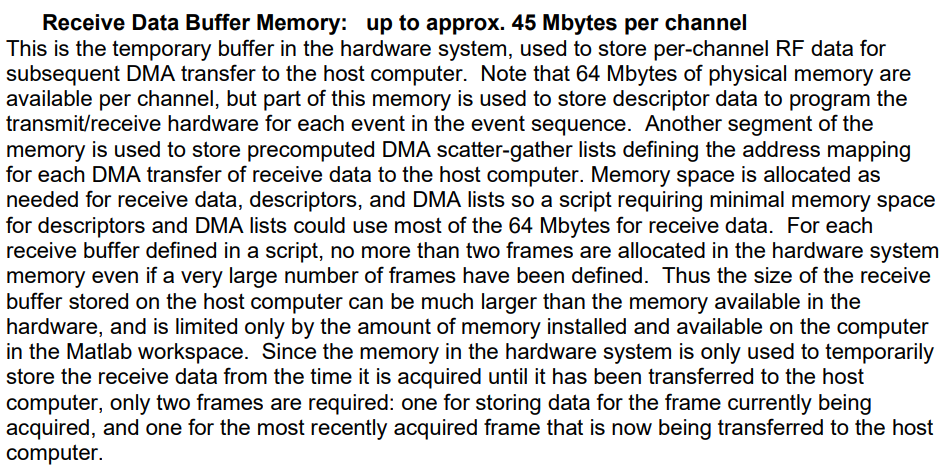 Receive Data Buffer Memory:   up to approx. 45 Mbytes per channel
This is the temporary buffer in the hardware system, used to store per-channel RF data for
subsequent DMA transfer to the host computer.  Note that 64 Mbytes of physical memory are
available per channel, but part of this memory is used to store descriptor data to program the
transmit/receive hardware for each event in the event sequence.  Another segment of the
memory is used to store precomputed DMA scatter-gather lists defining the address mapping
for each DMA transfer of receive data to the host computer. Memory space is allocated as
needed for receive data, descriptors, and DMA lists so a script requiring minimal memory space
for descriptors and DMA lists could use most of the 64 Mbytes for receive data.  For each
receive buffer defined in a script, no more than two frames are allocated in the hardware system
memory even if a very large number of frames have been defined.  Thus the size of the receive
buffer stored on the host computer can be much larger than the memory available in the
hardware, and is limited only by the amount of memory installed and available on the computer
in the Matlab workspace.  Since the memory in the hardware system is only used to temporarily
store the receive data from the time it is acquired until it has been transferred to the host
computer, only two frames are required: one for storing data for the frame currently being
acquired, and one for the most recently acquired frame that is now being transferred to the host
computer.